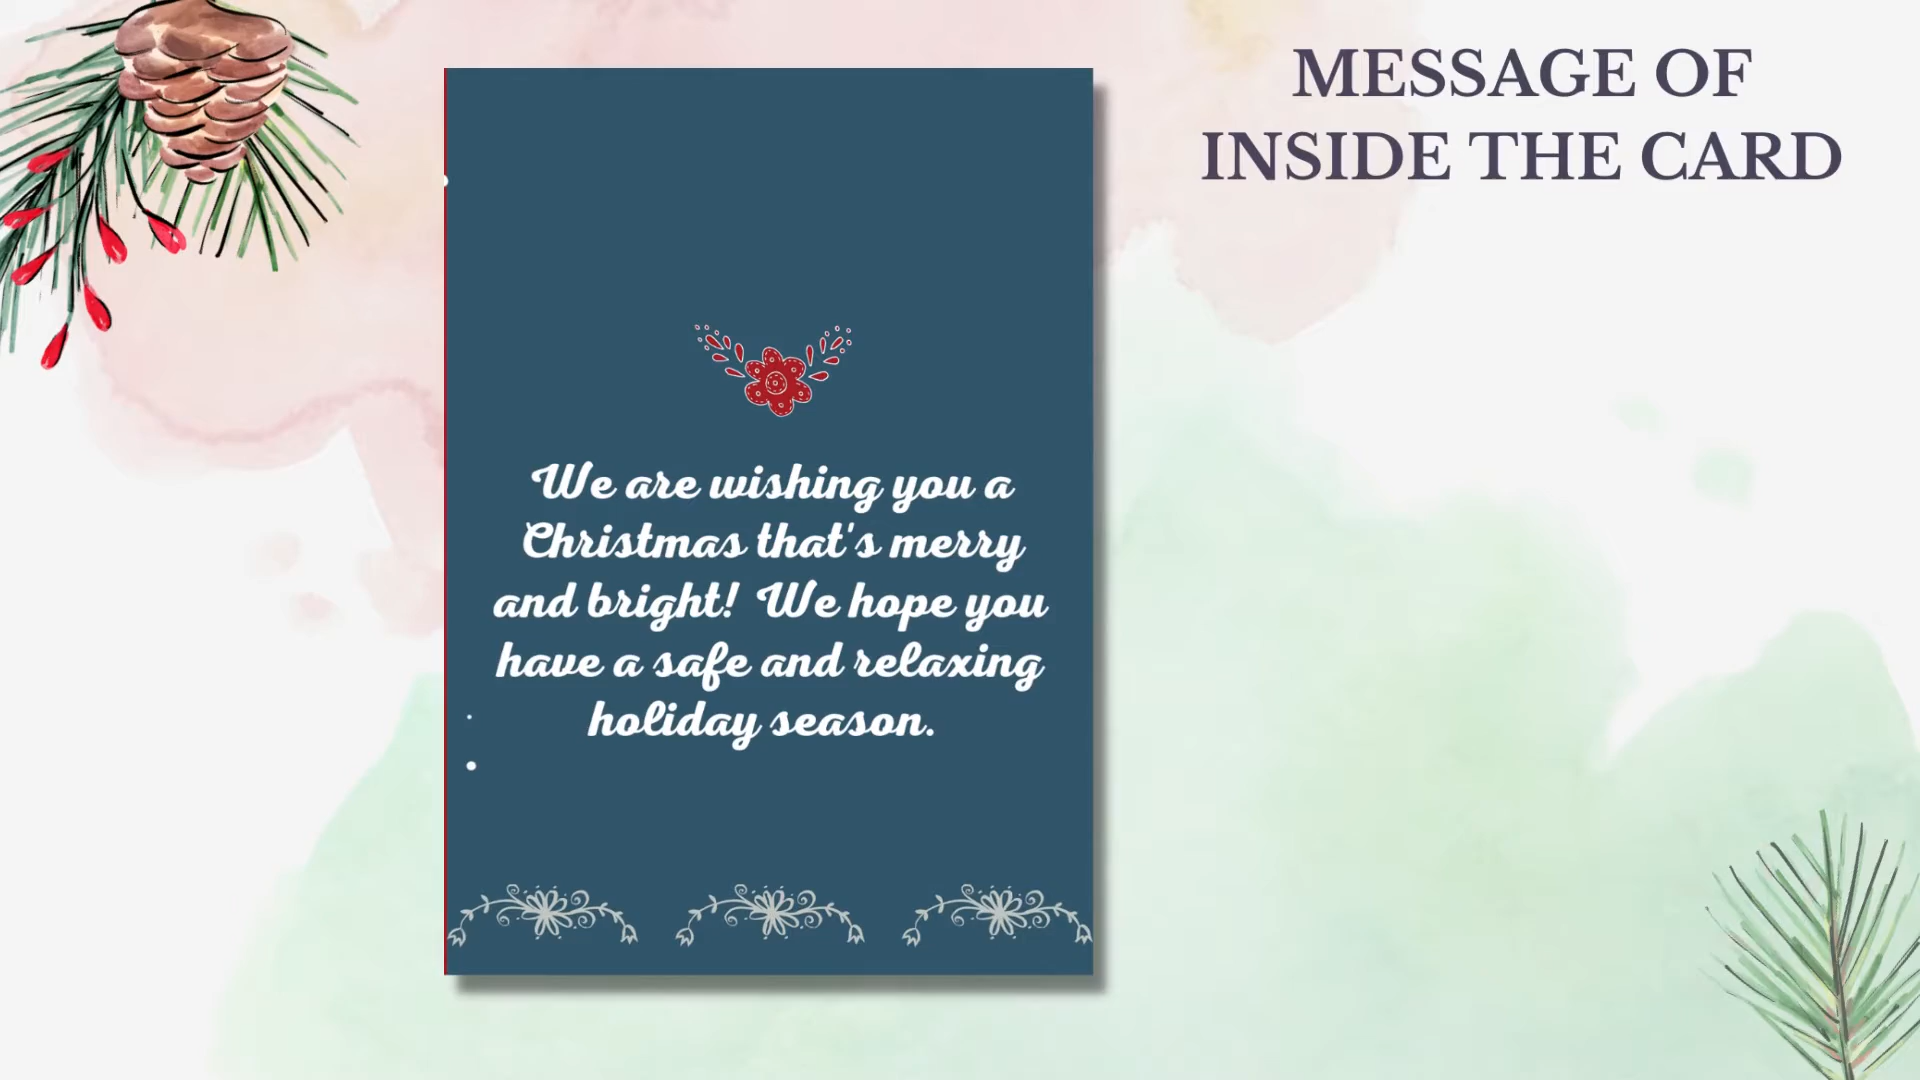 MESSAGE OF
INSIDE THE CARD
We are wishing you a
Christmas that's merry
and bright! We hope you
have a safe and relaxing
holiday season.